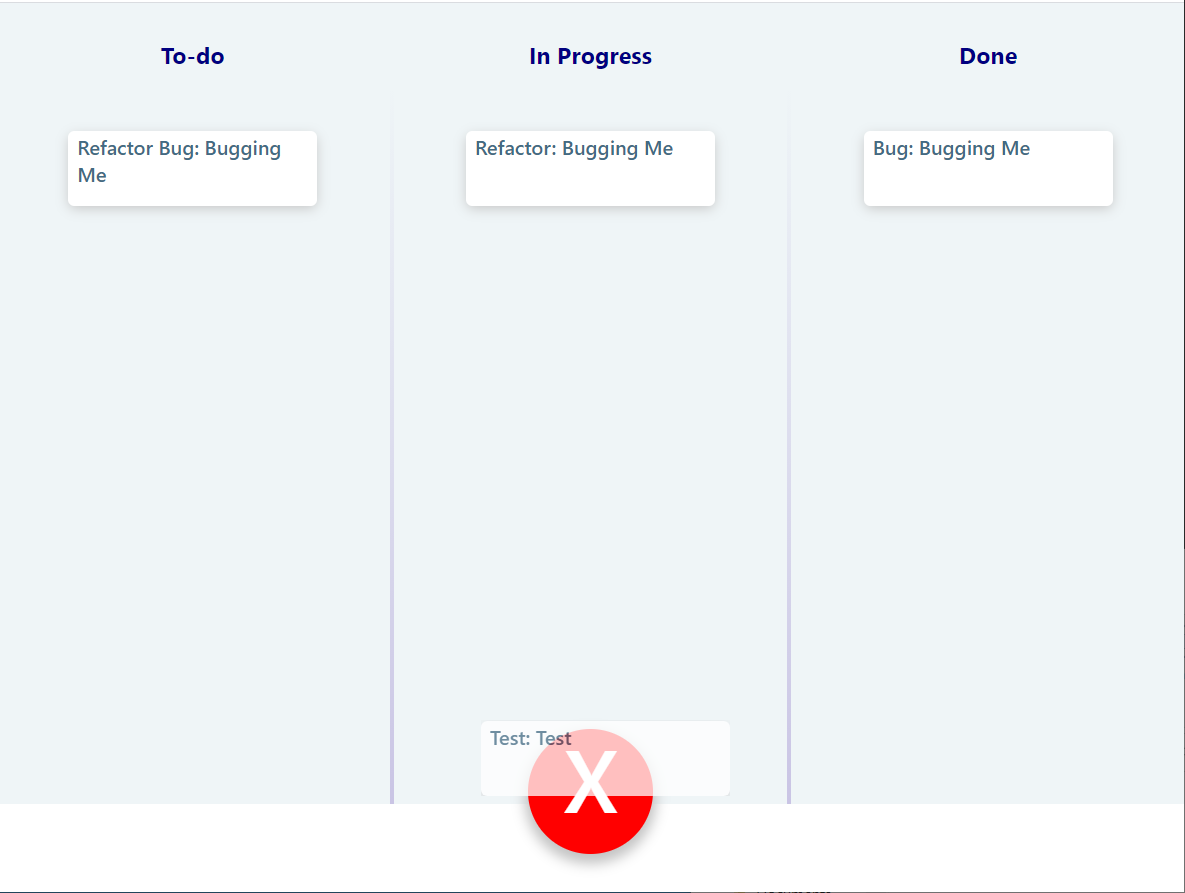 To-do
In Progress
Done
Refactor Bug: Bugging
Me
Refactor: Bugging Me
Bug: Bugging Me
Test: Test
X